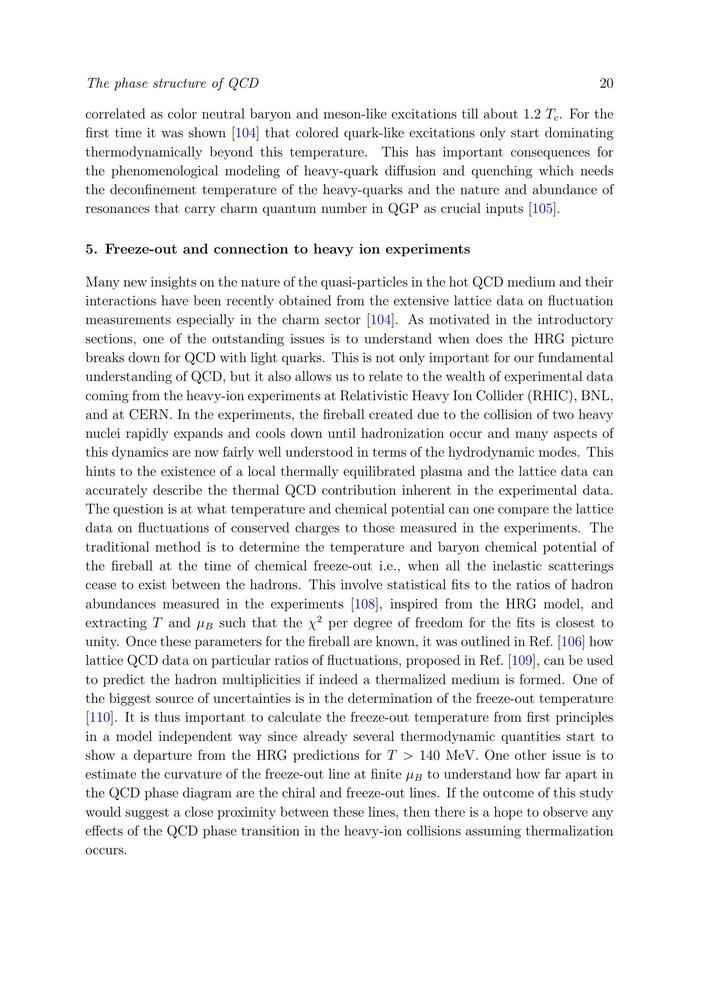 The phase structure of QCD 20
correlated as color neutral baryon and meson-like excitations till about 1.2 Tc. For the
first time it was shown [104] that colored quark-like excitations only start dominating
thermodynamically beyond this temperature. This has important consequences for
the phenomenological modeling of heavy-quark diffusion and quenching which needs
the deconfinement temperature of the heavy-quarks and the nature and abundance of
resonances that carry charm quantum number in QGP as crucial inputs [105].
5. Freeze-out and connection to heavy ion experiments
Many new insights on the nature of the quasi-particles in the hot QCD medium and their
interactions have been recently obtained from the extensive lattice data on fluctuation
measurements especially in the charm sector [104]. As motivated in the introductory
sections, one of the outstanding issues is to understand when does the HRG picture
breaks down for QCD with light quarks. This is not only important for our fundamental
understanding of QCD, but it also allows us to relate to the wealth of experimental data
coming from the heavy-ion experiments at Relativistic Heavy Ion Collider (RHIC), BNL,
and at CERN. In the experiments, the fireball created due to the collision of two heavy
nuclei rapidly expands and cools down until hadronization occur and many aspects of
this dynamics are now fairly well understood in terms of the hydrodynamic modes. This
hints to the existence of a local thermally equilibrated plasma and the lattice data can
accurately describe the thermal QCD contribution inherent in the experimental data.
The question is at what temperature and chemical potential can one compare the lattice
data on fluctuations of conserved charges to those measured in the experiments. The
traditional method is to determine the temperature and baryon chemical potential of
the fireball at the time of chemical freeze-out i.e., when all the inelastic scatterings
cease to exist between the hadrons. This involve statistical fits to the ratios of hadron
abundances measured in the experiments [108], inspired from the HRG model, and
extracting T and μB such that the χ² per degree of freedom for the fits is closest to
unity. Once these parameters for the fireball are known, it was outlined in Ref. [106] how
lattice QCD data on particular ratios of fluctuations, proposed in Ref. [109], can be used
to predict the hadron multiplicities if indeed a thermalized medium is formed. One of
the biggest source of uncertainties is in the determination of the freeze-out temperature
[110]. It is thus important to calculate the freeze-out temperature from first principles
in a model independent way since already several thermodynamic quantities start to
show a departure from the HRG predictions for T > 140 MeV. One other issue is to
estimate the curvature of the freeze-out line at finite μB to understand how far apart in
the QCD phase diagram are the chiral and freeze-out lines. If the outcome of this study
would suggest a close proximity between these lines, then there is a hope to observe any
effects of the QCD phase transition in the heavy-ion collisions assuming thermalization
occurs.